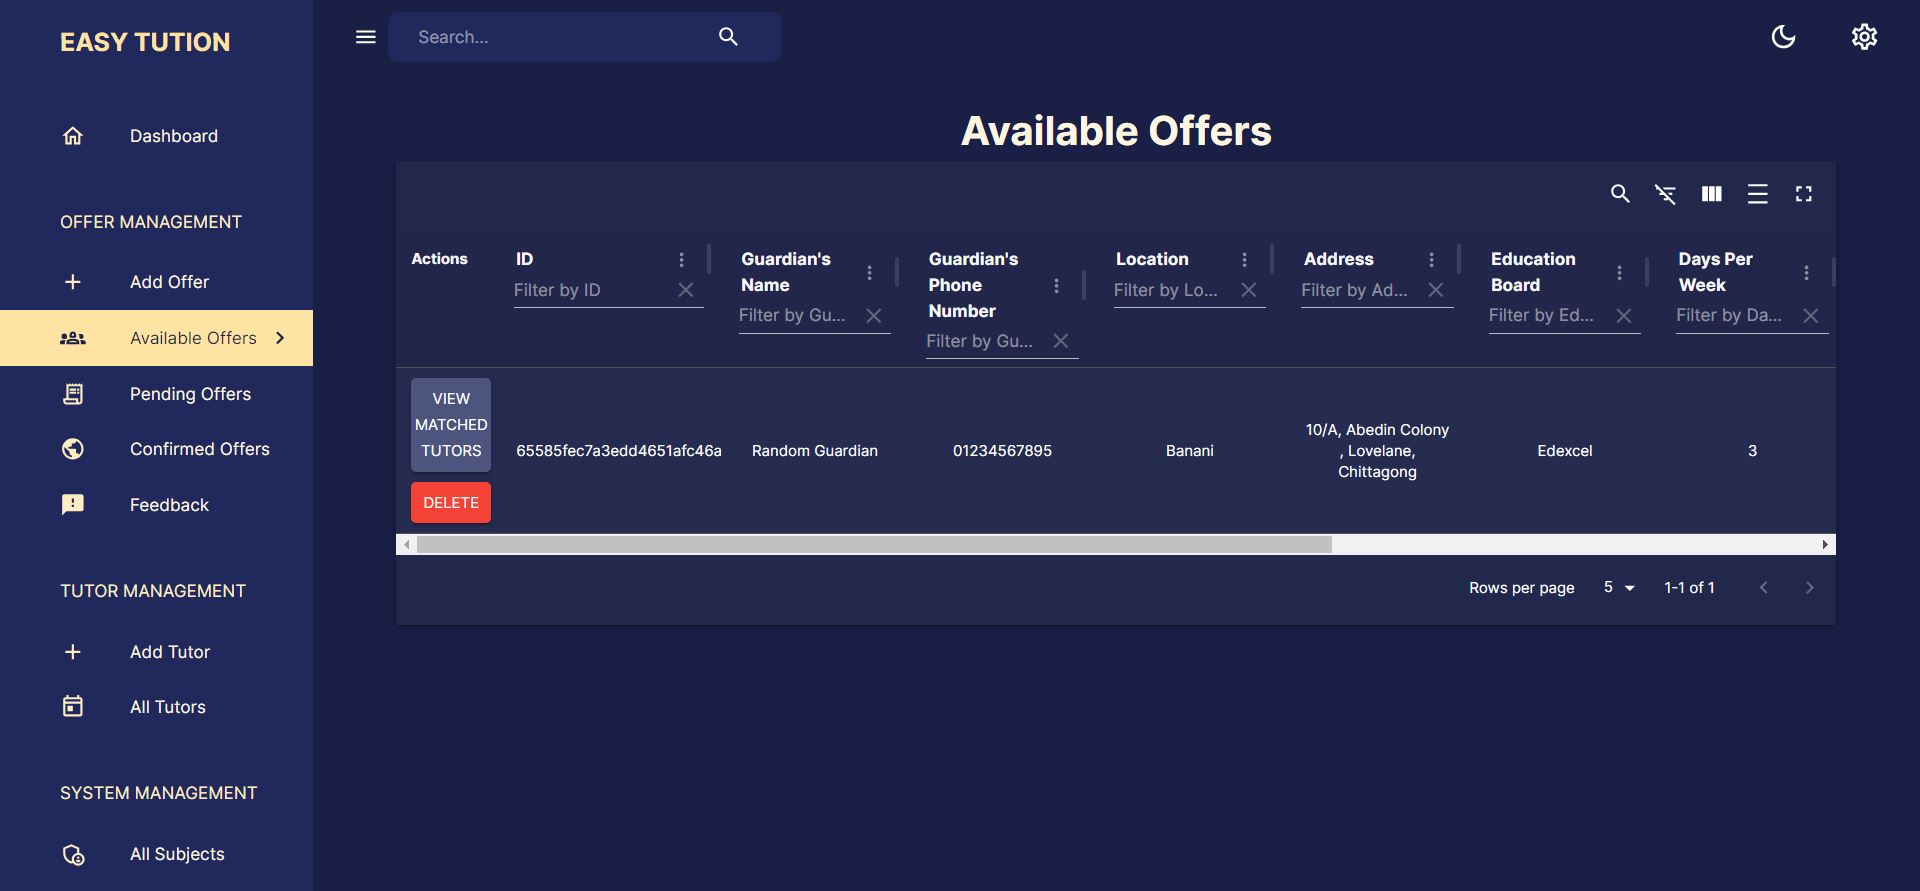 EASY TUTION
Search...
Dashboard
OFFER MANAGEMENT
Add Offer
Available Offers
Pending Offers
Confirmed Offers
Feedback
TUTOR MANAGEMENT
Add Tutor
All Tutors
SYSTEM MANAGEMENT
All Subjects
Available Offers
Actions
ID
Filter by ID
Guardian's
Name
Filter by Gu...
Guardian's
Phone
Number
Filter by Gu...
Location
Filter by Lo...
Address
Filter by Ad...
Education
Board
Filter by Ed...
Days Per
Week
Filter by Da...
VIEW
MATCHED
TUTORS
DELETE
65585fec7a3edd4651afc46a
Random Guardian
01234567895
Banani
10/A, Abedin Colony
, Lovelane,
Chittagong
Edexcel
3
Rows per page 5 1-1 of 1